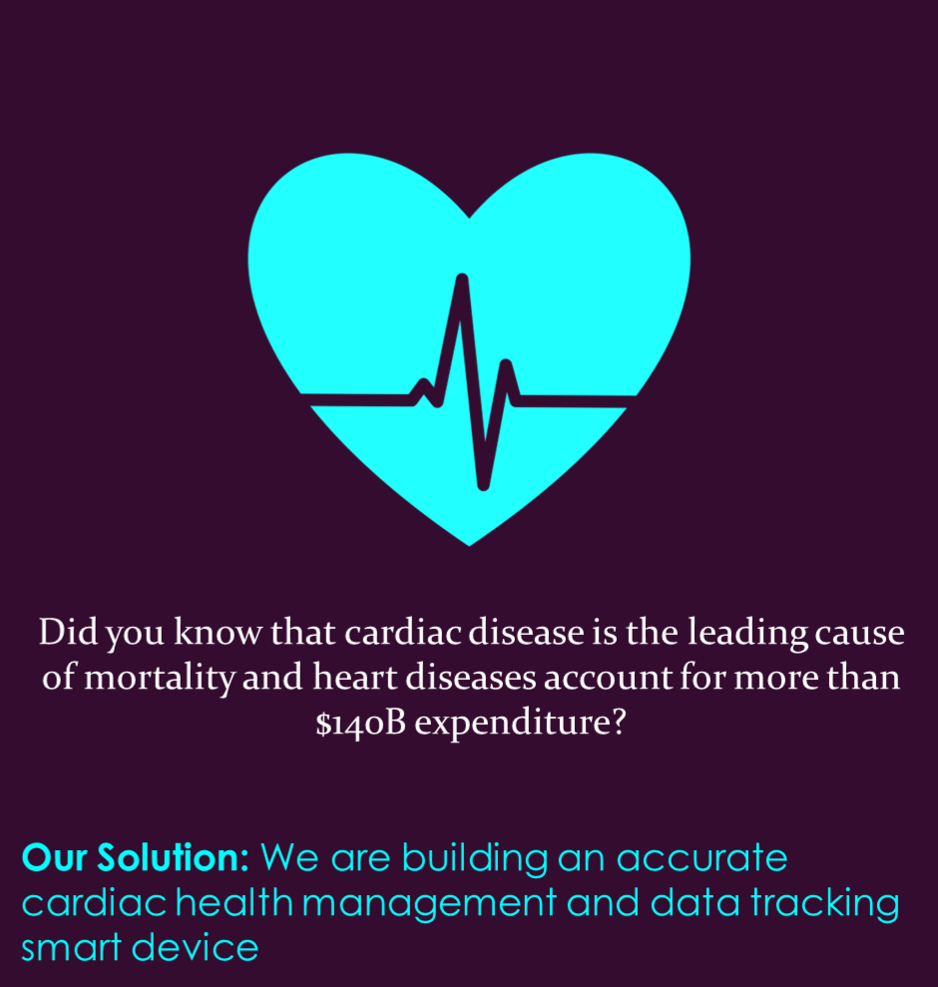 Did you know that cardiac disease is the leading cause
of mortality and heart diseases account for more than
$140B expenditure?
Our Solution: We are building an accurate
cardiac health management and data tracking
smart device